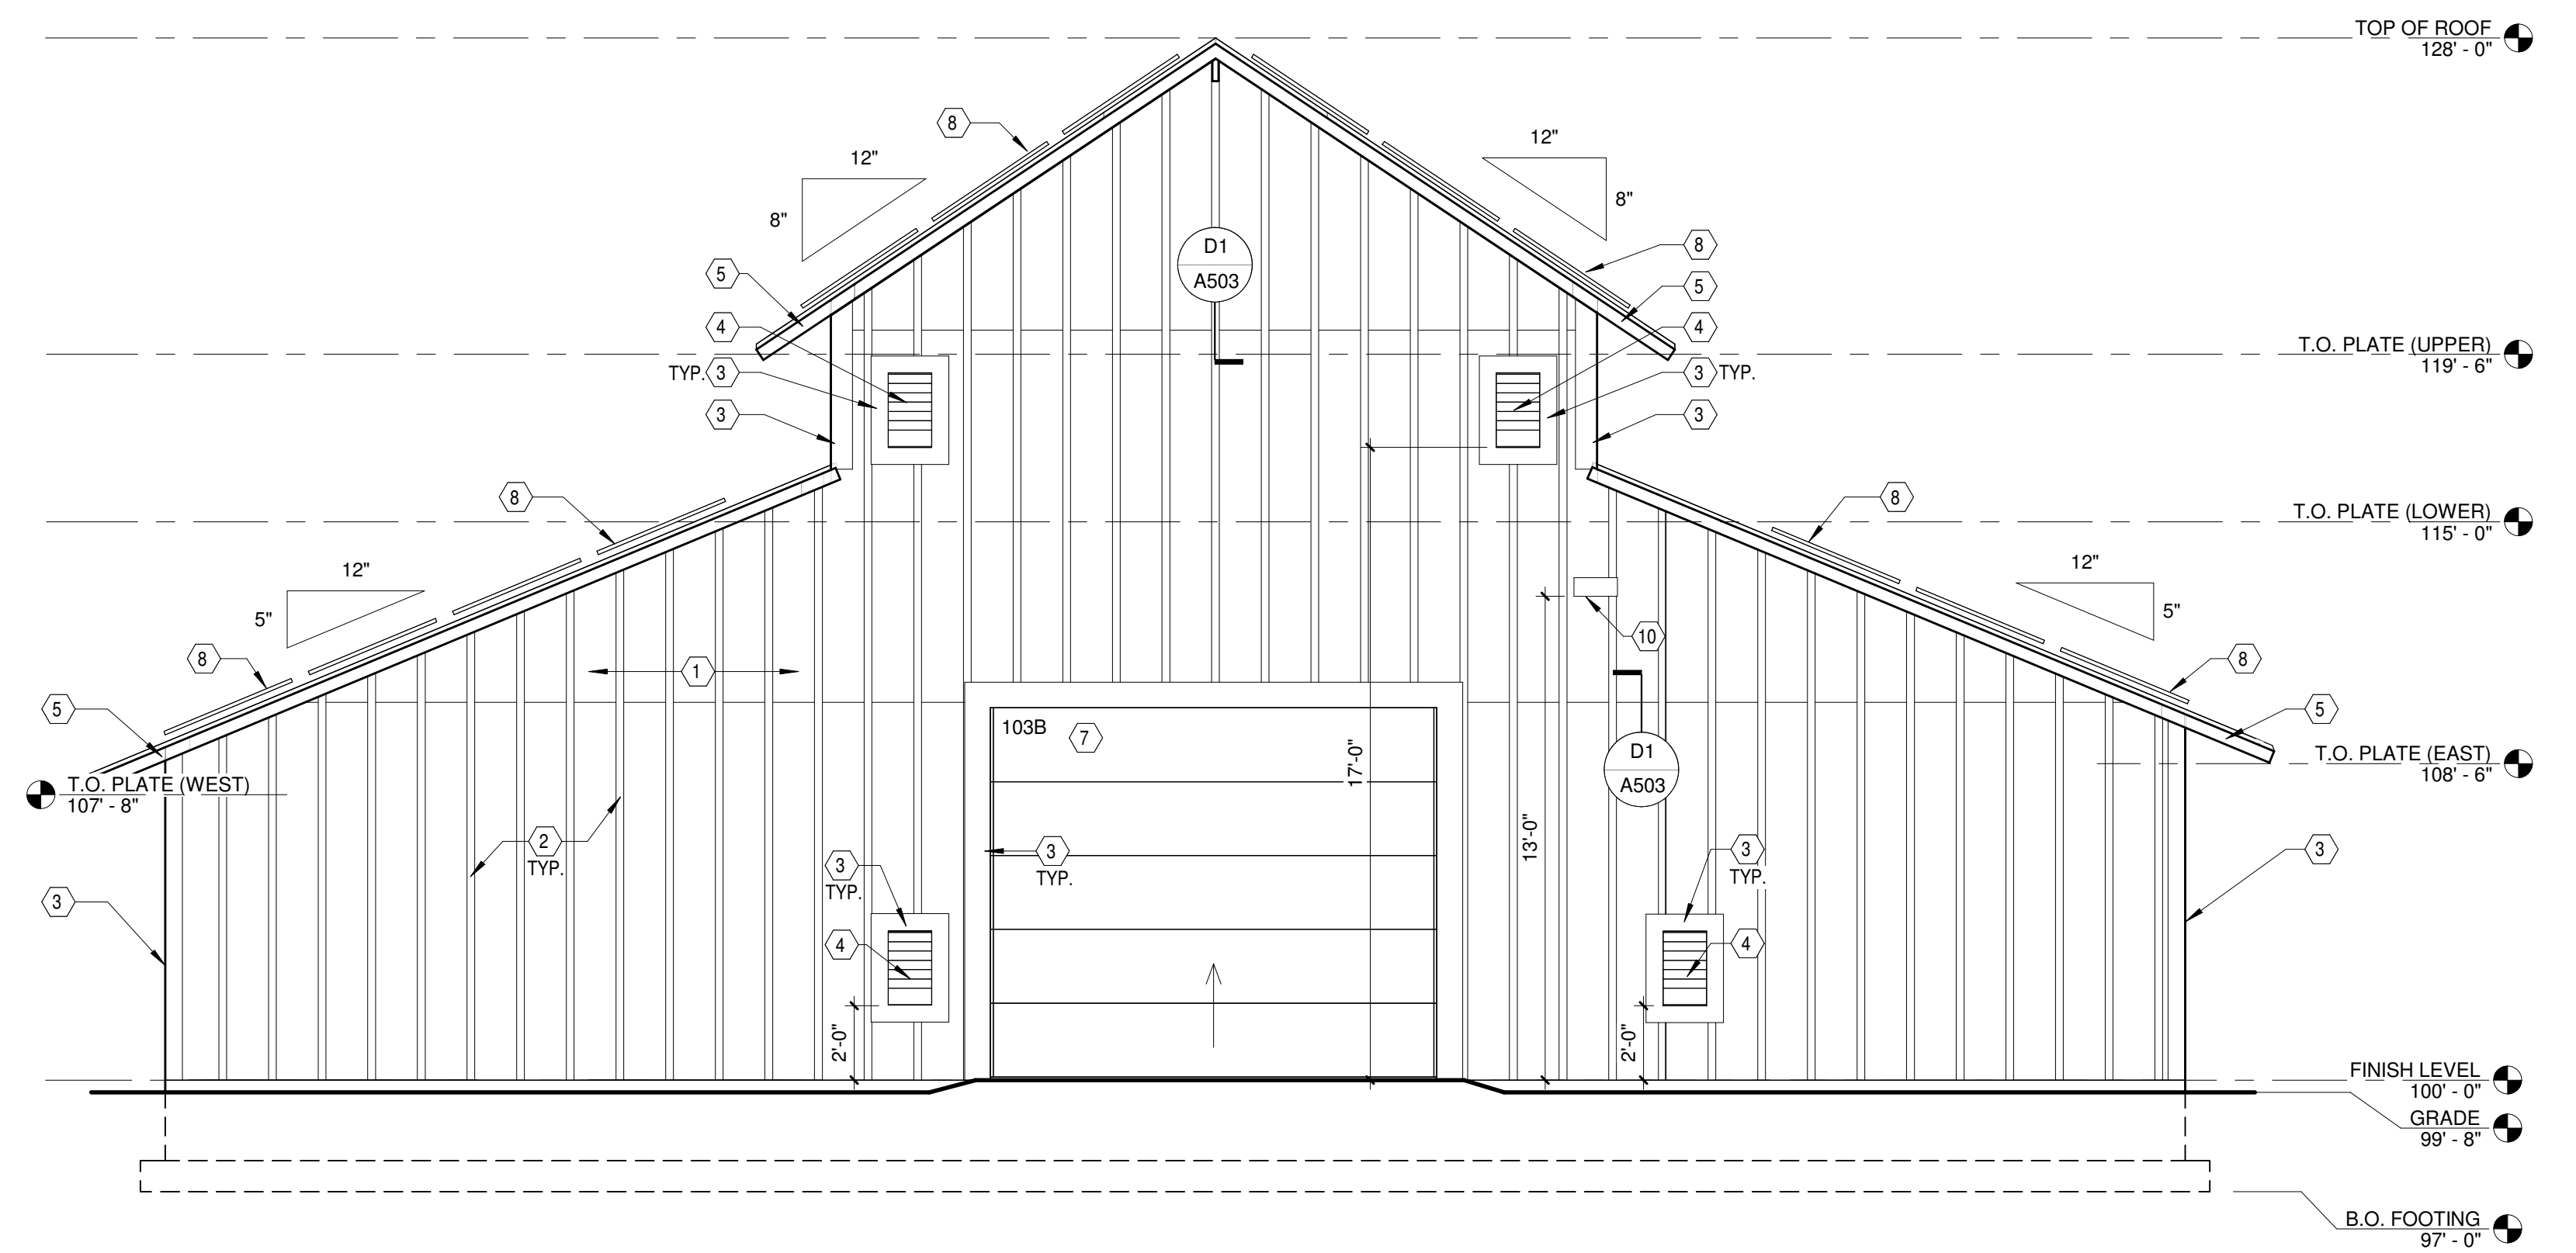 TOP OF ROOF
128' - 0"
8
12"
8"
12"
8"
D1
A503
5
4
TYP. 3
3
8
5
4
3 TYP.
3
T.O. PLATE (UPPER)
119' - 6"
8
8
T.O. PLATE (LOWER)
115' - 0"
12"
5"
12"
5"
10
8
1
8
5
5
103B
7
17'-0"
D1
A503
T.O. PLATE (EAST)
108' - 6"
T.O. PLATE (WEST)
107' - 8"
13'-0"
2
TYP.
3
TYP.
3
TYP.
3
TYP.
3
3
4
4
2'-0"
2'-0"
FINISH LEVEL
100' - 0"
GRADE
99' - 8"
B.O. FOOTING
97' - 0"